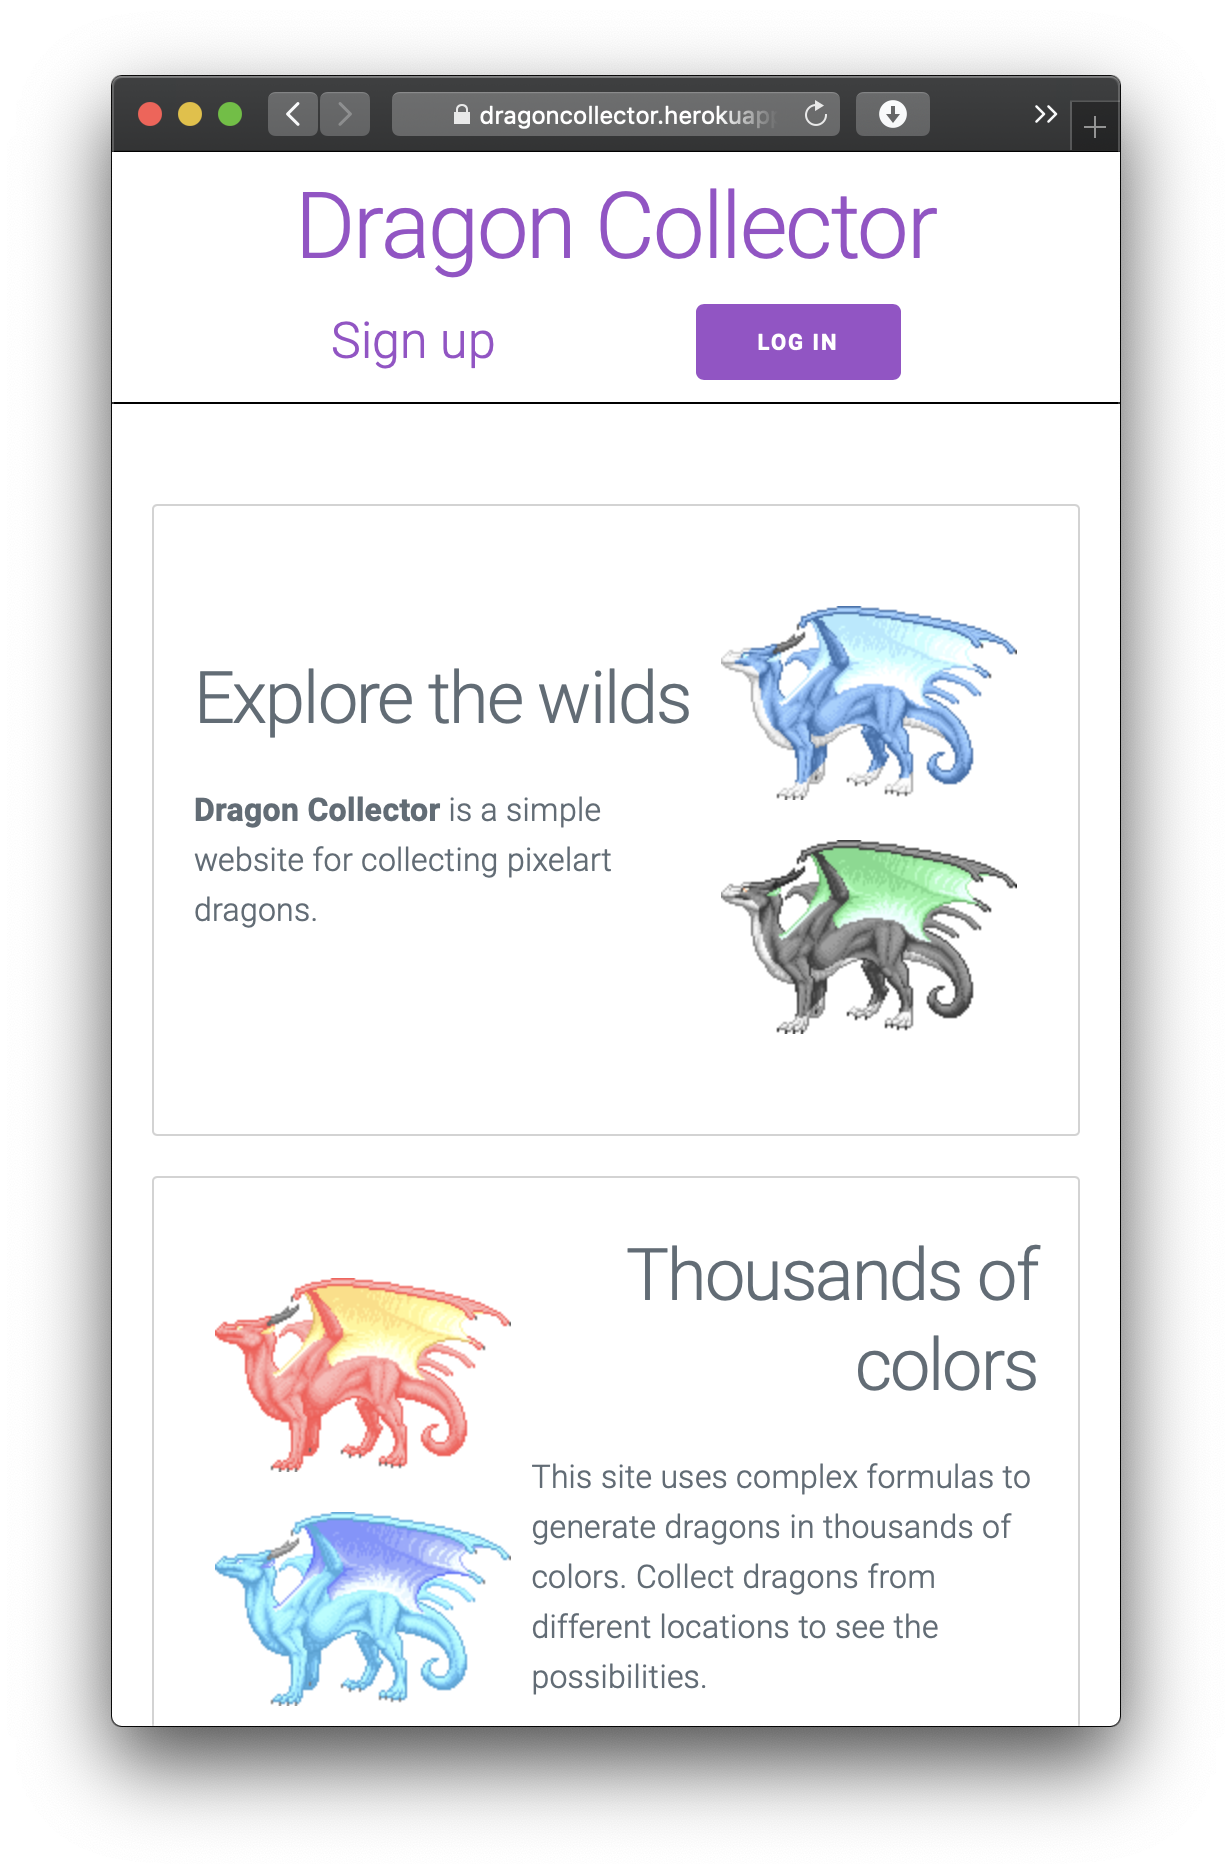 dragoncollector.herokuapp
Dragon Collector
Sign up
LOG IN
Explore the wilds
Dragon Collector is a simple
website for collecting pixelart
dragons.
Thousands of
colors
This site uses complex formulas to
generate dragons in thousands of
colors. Collect dragons from
different locations to see the
possibilities.